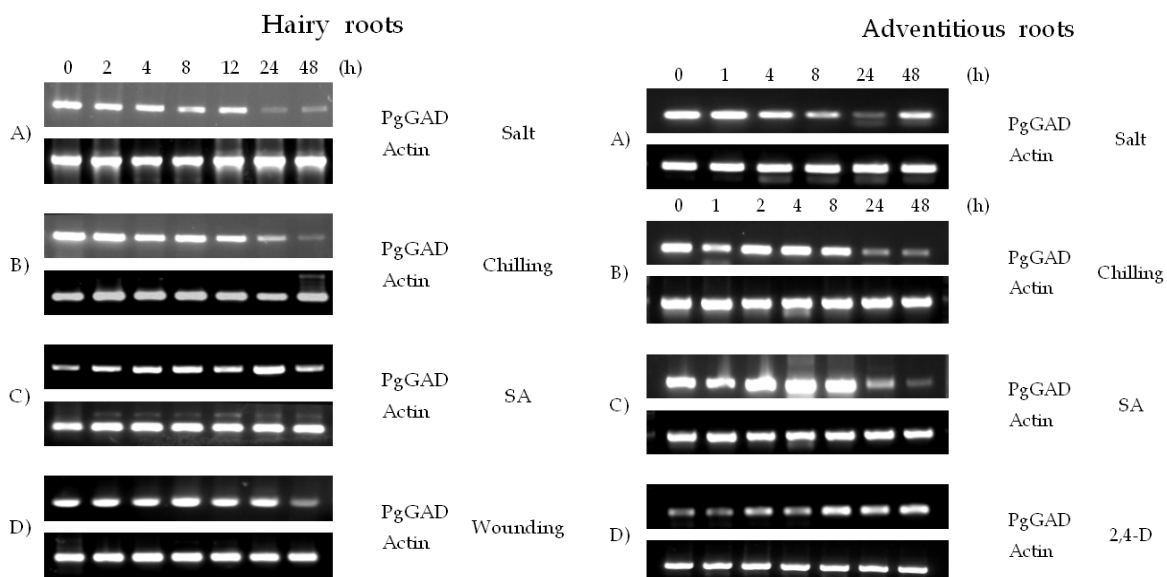 Hairy roots
0 2 4 8 12 24 48 (h)
A) PgGAD Salt
Actin
B) PgGAD Chilling
Actin
C) PgGAD SA
Actin
D) PgGAD Wounding
Actin
Adventitious roots
0 1 4 8 24 48 (h)
A) PgGAD Salt
Actin
0 1 2 4 8 24 48 (h)
B) PgGAD Chilling
Actin
C) PgGAD SA
Actin
D) PgGAD 2,4-D
Actin